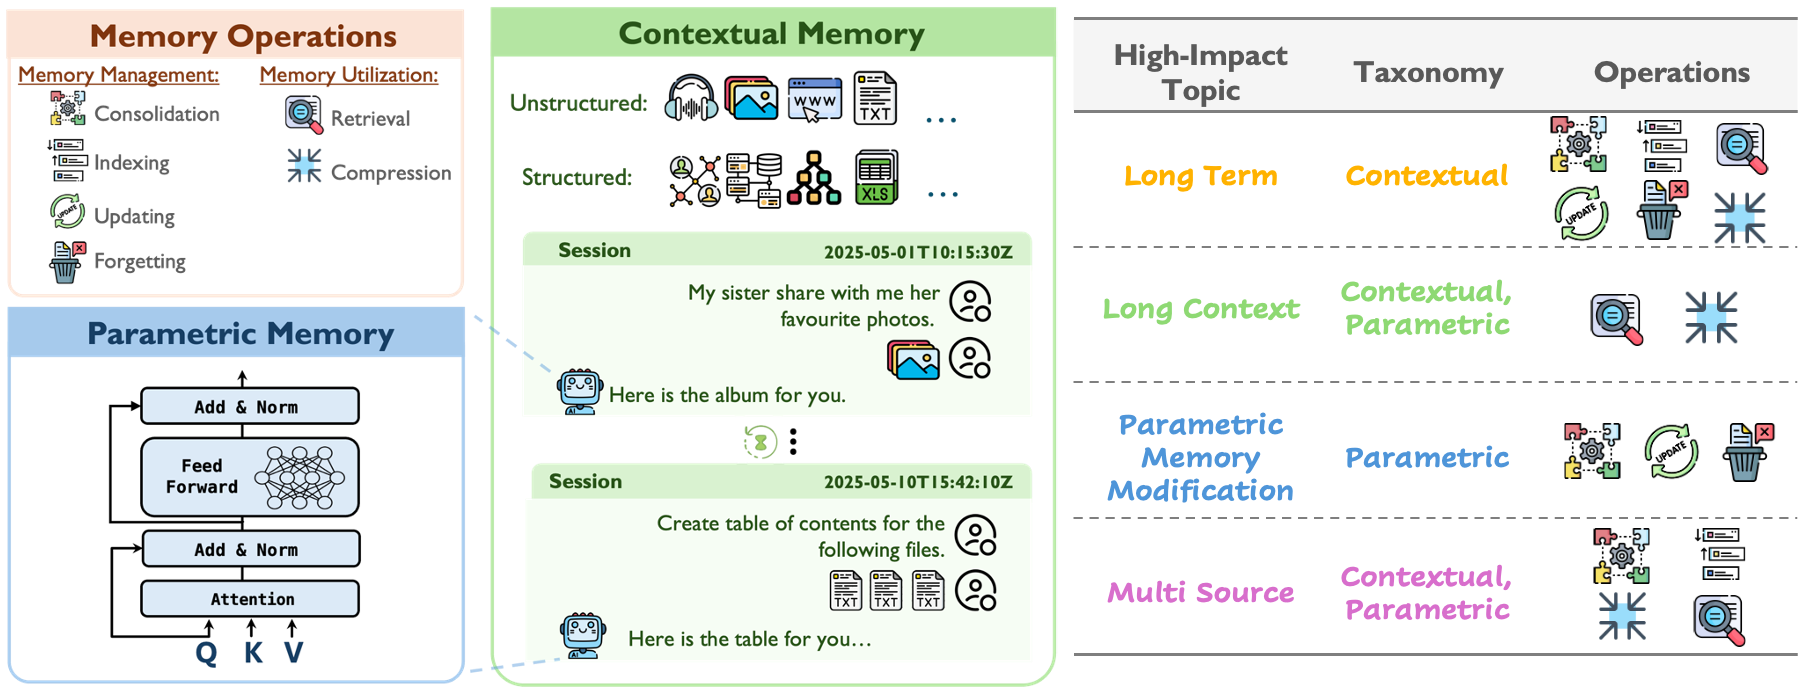 Memory Operations
Memory Management:
Consolidation
Indexing
UPDATE
Updating
Forgetting
Memory Utilization:
Retrieval
Compression
Parametric Memory
Add & Norm
Feed
Forward
Add & Norm
Attention
Q K V
Contextual Memory
Unstructured:
WWW
TXT
...
Structured:
XLS
...
Session 2025-05-01T10:15:30Z
My sister share with me her
favourite photos.
AI
Here is the album for you.
Session 2025-05-10T15:42:10Z
Create table of contents for the
following files.
TXT TXT TXT
AI
Here is the table for you...
High-Impact
Topic
Taxonomy
Operations
Long Term
Contextual
UPDATE
Long Context
Contextual,
Parametric
Parametric
Memory
Modification
Parametric
UPDATE
Multi Source
Contextual,
Parametric